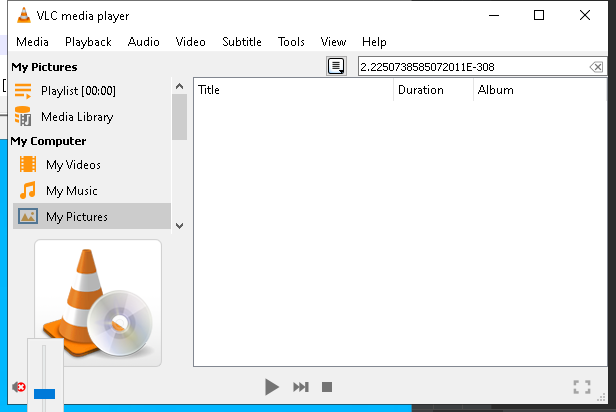 VLC media player
Media Playback Audio Video Subtitle Tools View Help
My Pictures
2.2250738585072011E-308
Playlist [00:00]
Media Library
My Computer
My Videos
My Music
My Pictures
Title Duration Album